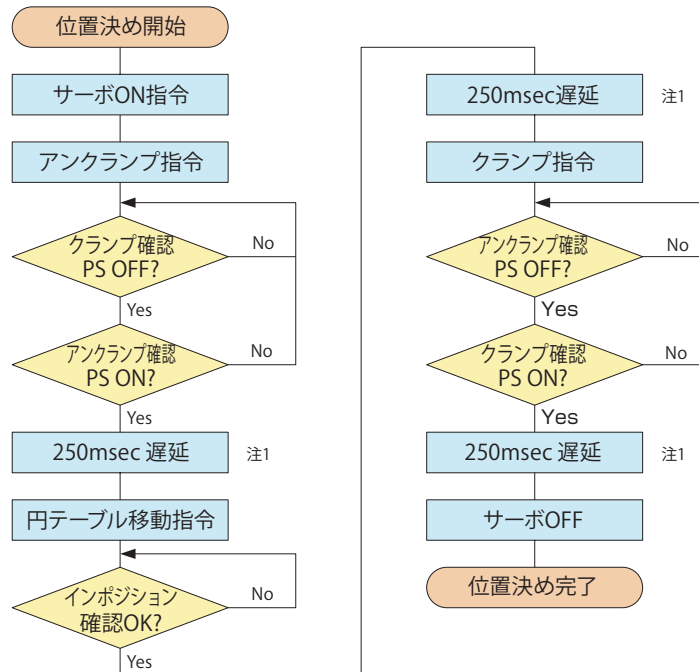 位置決め開始
サーボON指令
アンクランプ指令
クランプ確認
PS OFF?
No
Yes
アンクランプ確認
PS ON?
No
Yes
250msec 遅延
注1
円テーブル移動指令
インポジション
確認OK?
No
Yes
250msec遅延
注1
クランプ指令
アンクランプ確認
PS OFF?
No
Yes
クランプ確認
PS ON?
No
Yes
250msec 遅延
注1
サーボOFF
位置決め完了